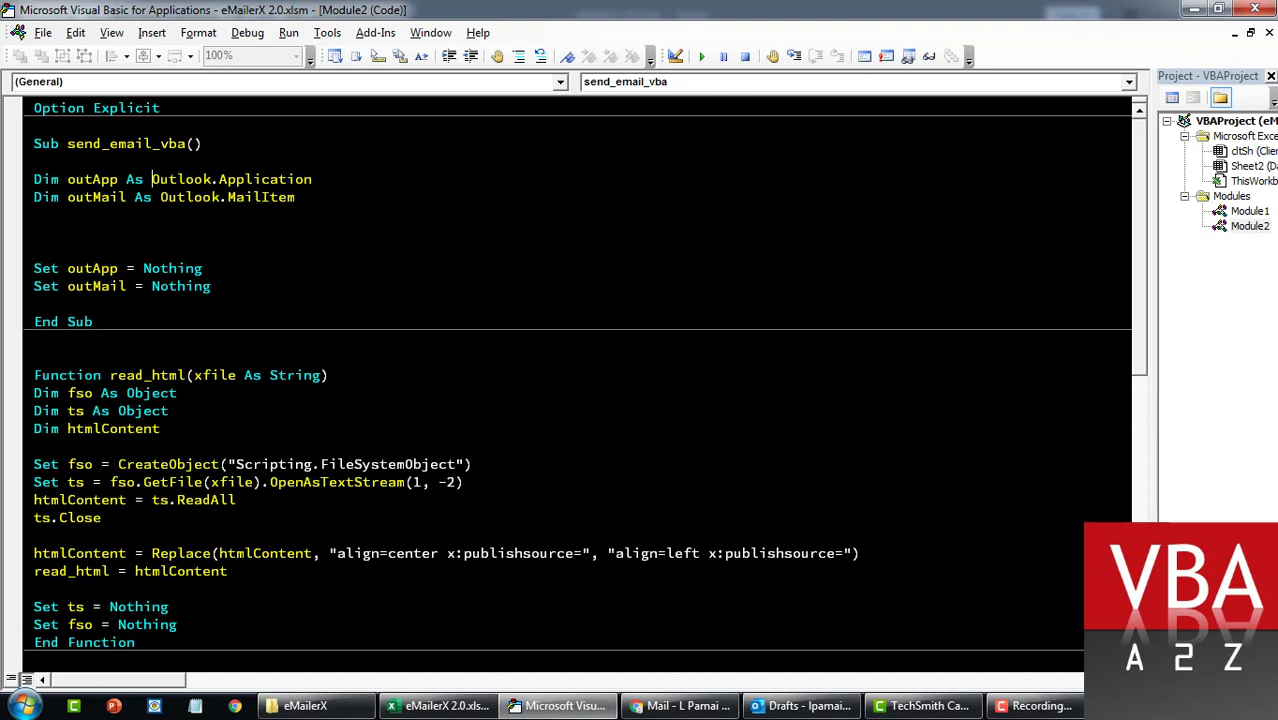 Microsoft Visual Basic for Applications - eMailerX 2.0.xlsm - [Module2 (Code)]
File Edit View Insert Format Debug Run Tools Add-Ins Window Help
100%
(General) send_email_vba
Project - VBAProject
Option Explicit
Sub send_email_vba()
Dim outApp As Outlook.Application
Dim outMail As Outlook.MailItem
Set outApp = Nothing
Set outMail = Nothing
End Sub
Function read_html(xfile As String)
Dim fso As Object
Dim ts As Object
Dim htmlContent
Set fso = CreateObject("Scripting.FileSystemObject")
Set ts = fso.GetFile(xfile).OpenAsTextStream(1, -2)
htmlContent = ts.ReadAll
ts.Close
htmlContent = Replace(htmlContent, "align=center x:publishsource=", "align=left x:publishsource=")
read_html = htmlContent
Set ts = Nothing
Set fso = Nothing
End Function
VBAProject (eM
Microsoft Exce
cltSh (Clien
Sheet2 (Da
ThisWorkb
Modules
Module1
Module2
VBA
A 2 Z
eMailerX
eMailerX 2.0.xls...
Microsoft Visu...
Mail - L Pamai ...
Drafts - lpamai...
TechSmith Ca...
Recording...